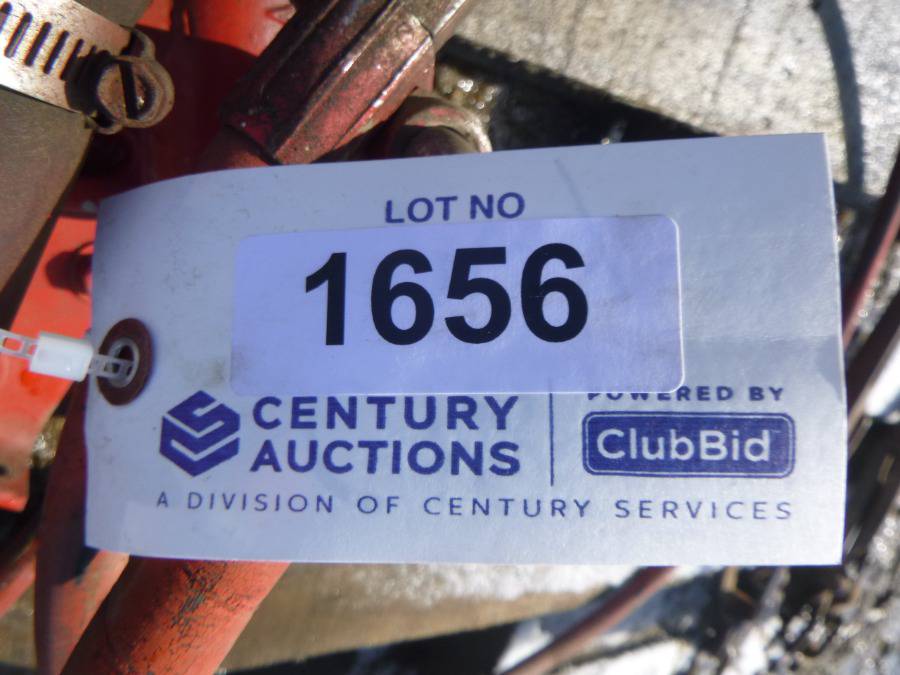 LOT NO
1656
CENTURY
AUCTIONS
POWERED BY
ClubBid
A DIVISION OF CENTURY SERVICES